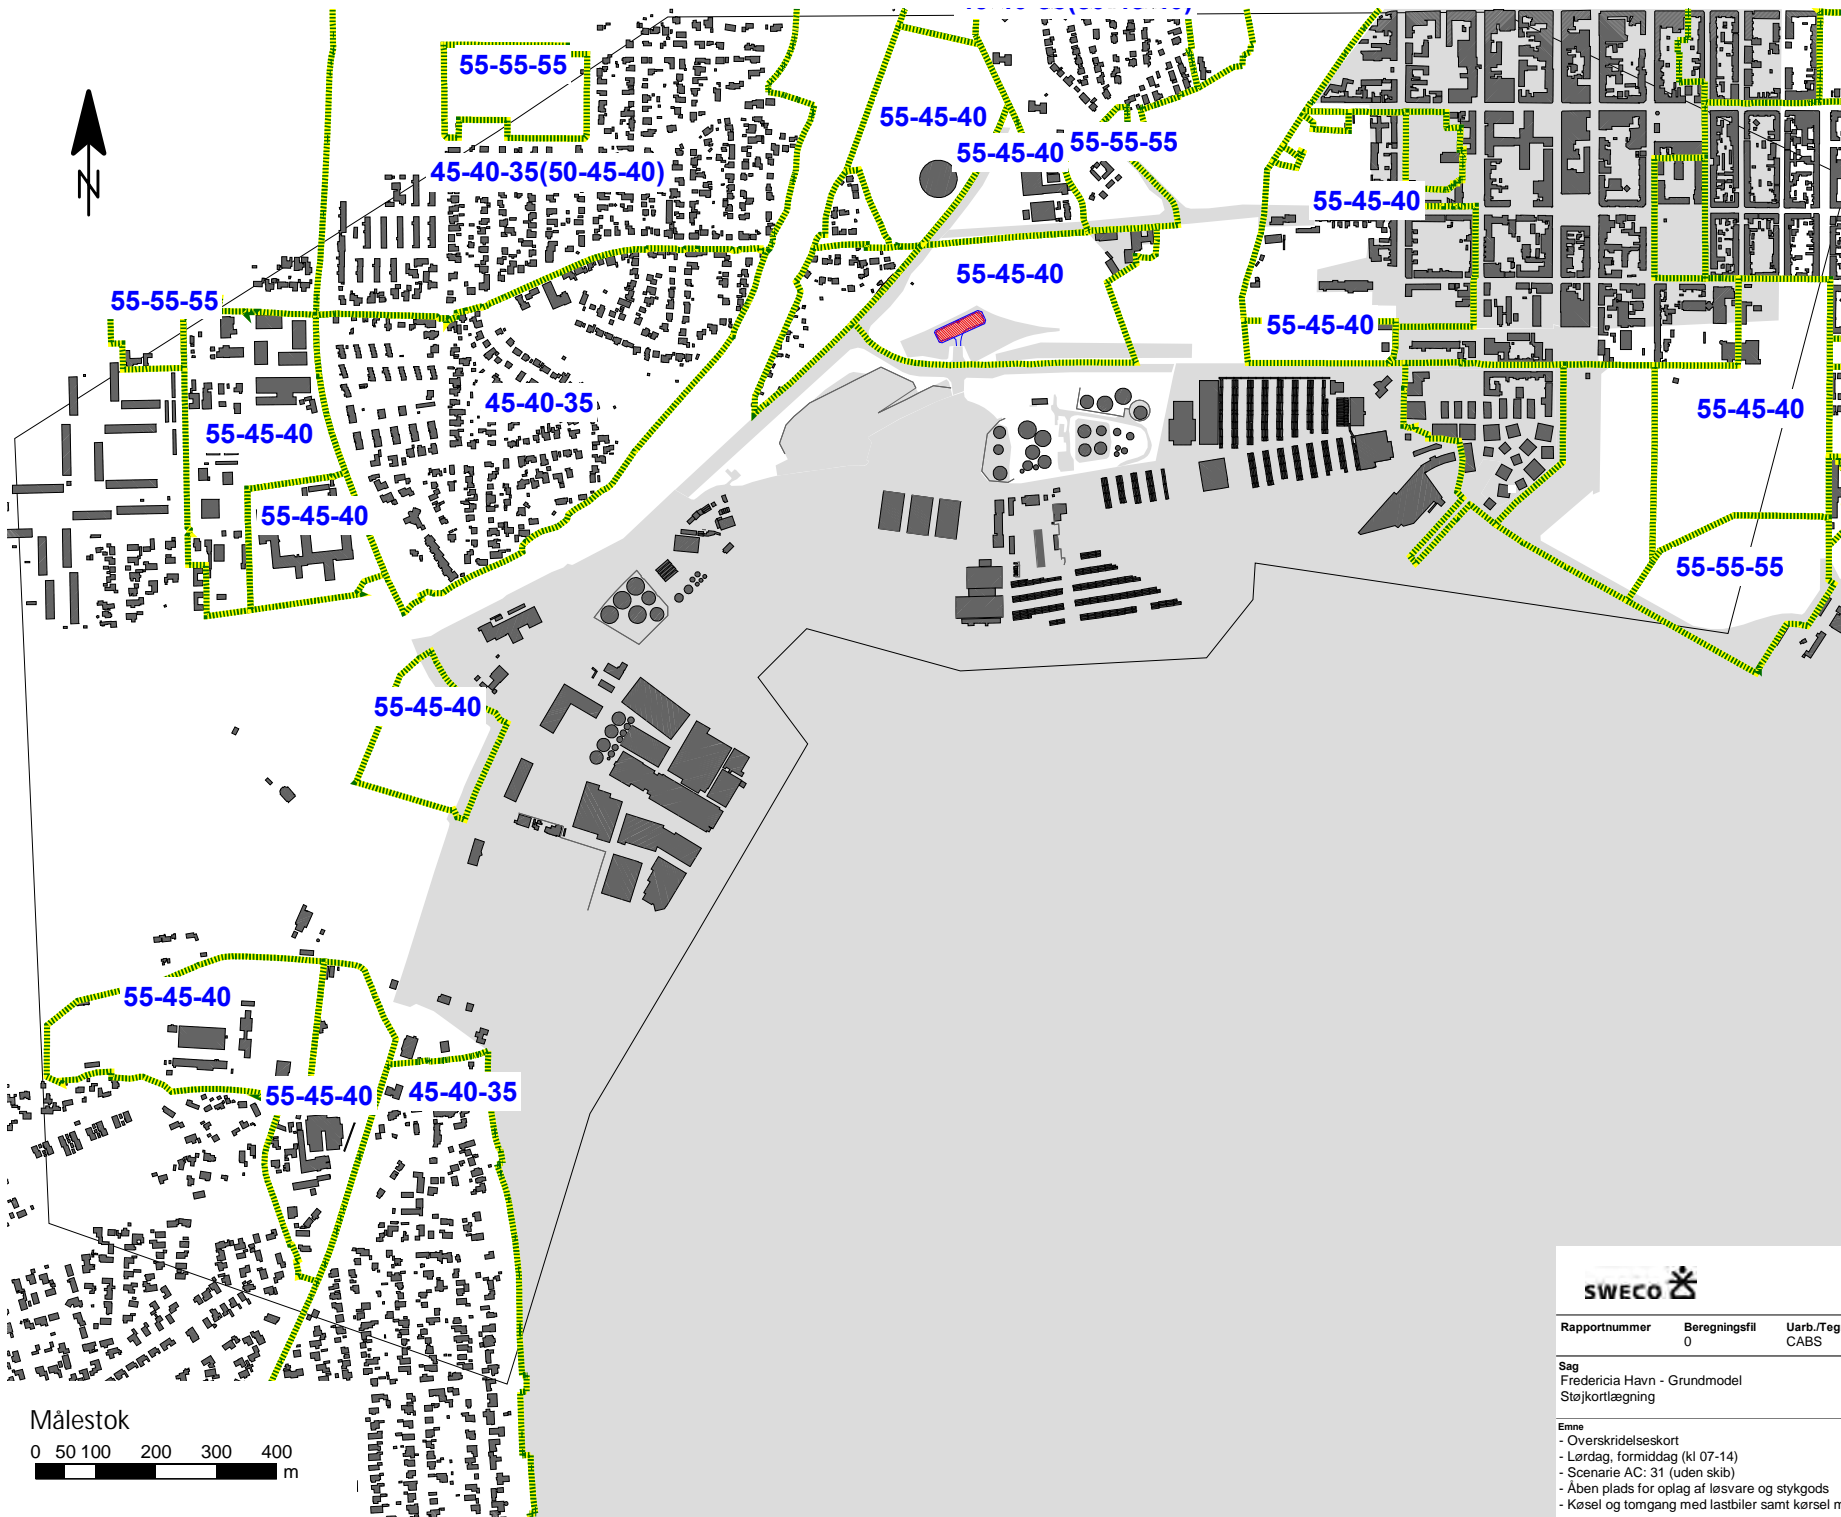 55-55-55
55-45-40
55-45-40
55-55-55
45-40-35(50-45-40)
N
55-45-40
55-45-40
55-55-55
55-45-40
45-40-35
55-45-40
55-45-40
55-45-40
55-55-55
55-45-40
55-45-40
55-45-40
45-40-35
SWECO
Rapportnummer Beregningsfil Uarb./Teg
0 CABS
Sag
Fredericia Havn - Grundmodel
Støjkortlægning
Emne
- Overskridelseskort
- Lørdag, formiddag (kl 07-14)
- Scenarie AC: 31 (uden skib)
- Åben plads for oplag af løsvare og stykgods
- Køsel og tomgang med lastbiler samt kørsel m
Målestok
0 50 100 200 300 400
m